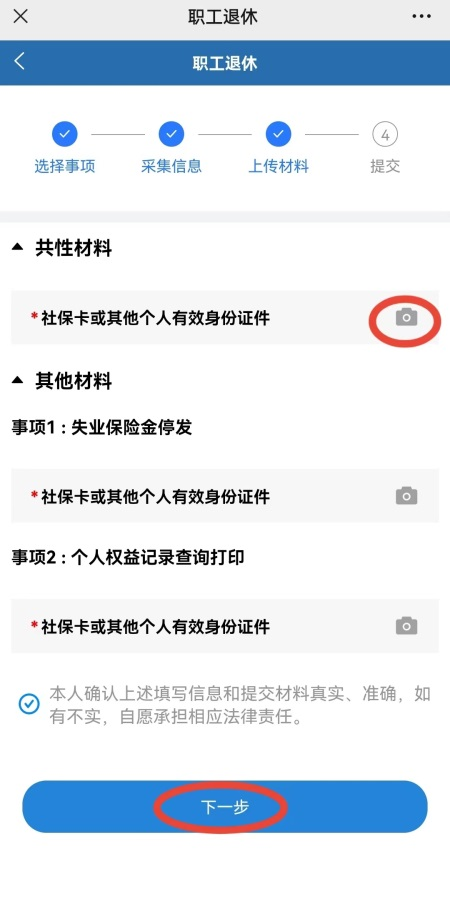 职工退休
职工退休
4
选择事项 采集信息 上传材料 提交
共性材料
*社保卡或其他个人有效身份证件
其他材料
事项1：失业保险金停发
*社保卡或其他个人有效身份证件
事项2：个人权益记录查询打印
*社保卡或其他个人有效身份证件
本人确认上述填写信息和提交材料真实、准确，如
有不实，自愿承担相应法律责任。
下一步